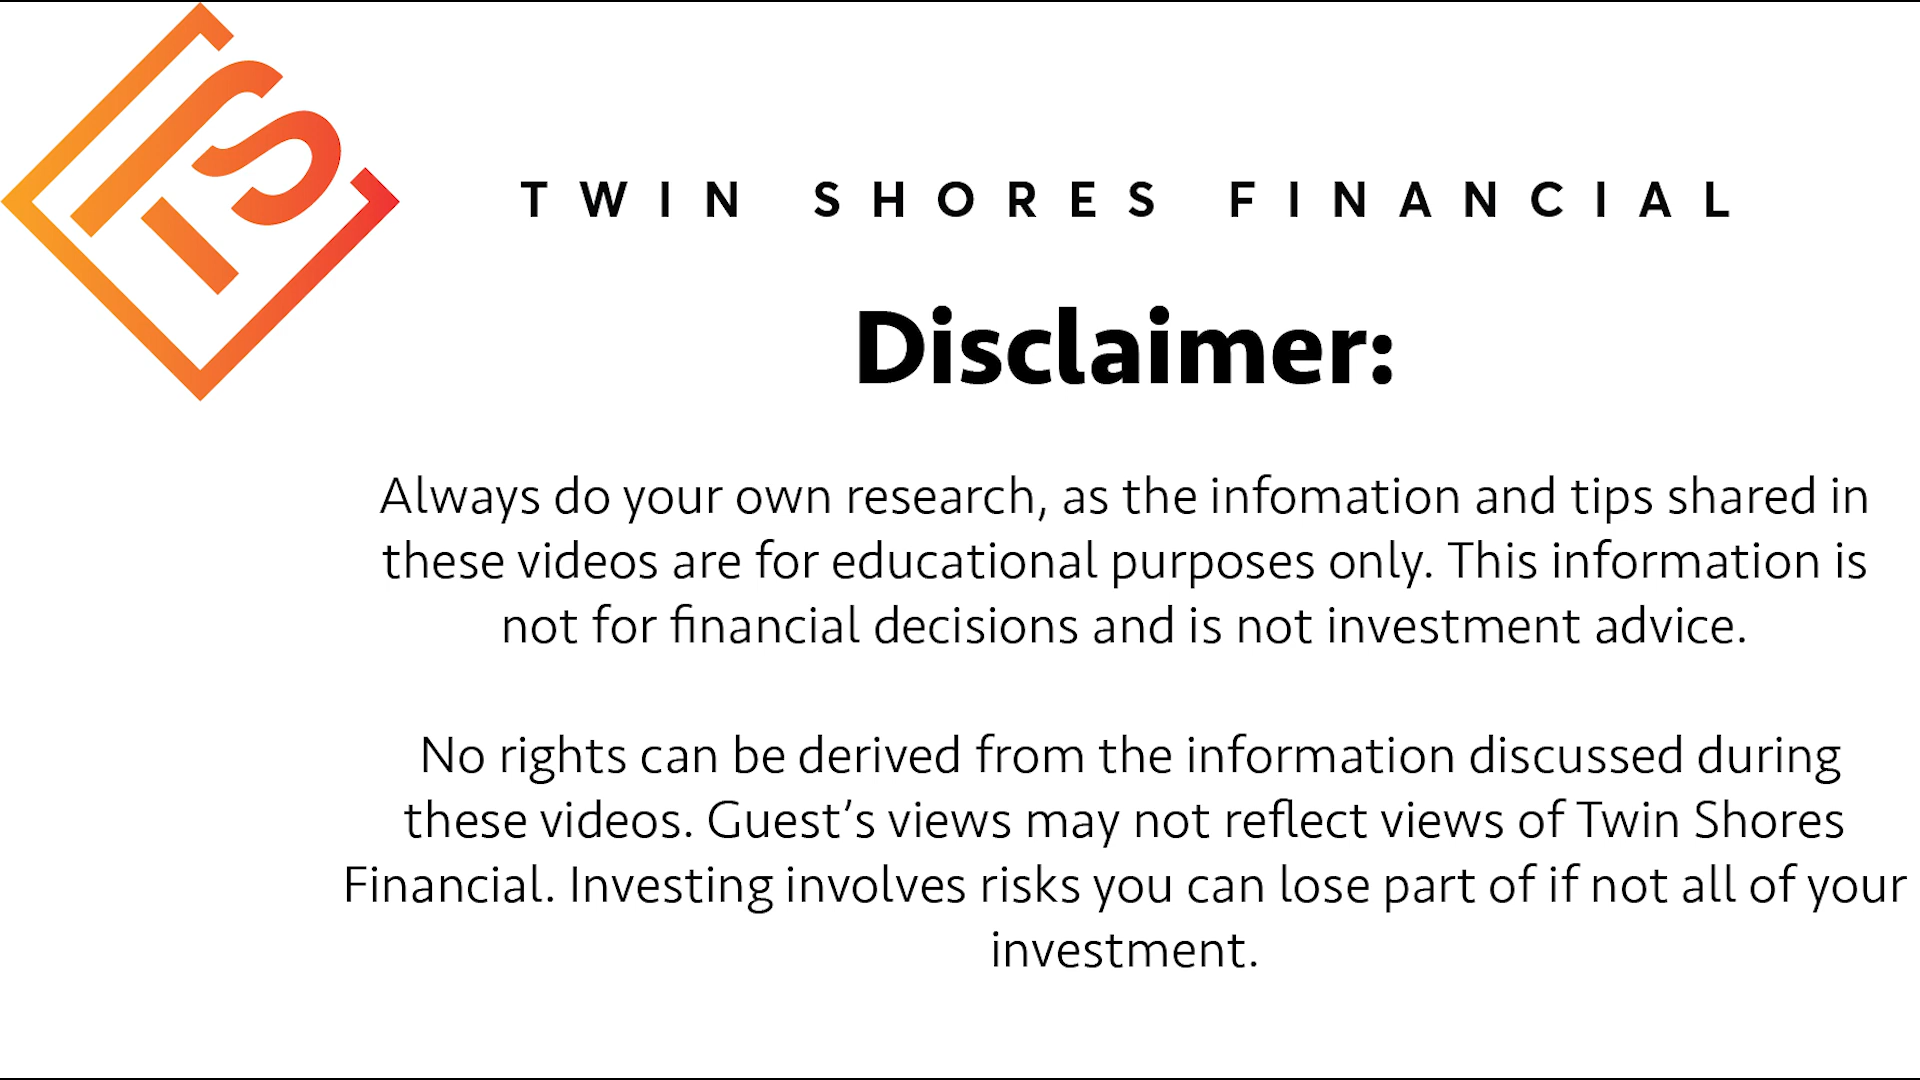 TWIN SHORES FINANCIAL
Disclaimer:
Always do your own research, as the infomation and tips shared in
these videos are for educational purposes only. This information is
not for financial decisions and is not investment advice.
No rights can be derived from the information discussed during
these videos. Guest’s views may not reflect views of Twin Shores
Financial. Investing involves risks you can lose part of if not all of your
investment.